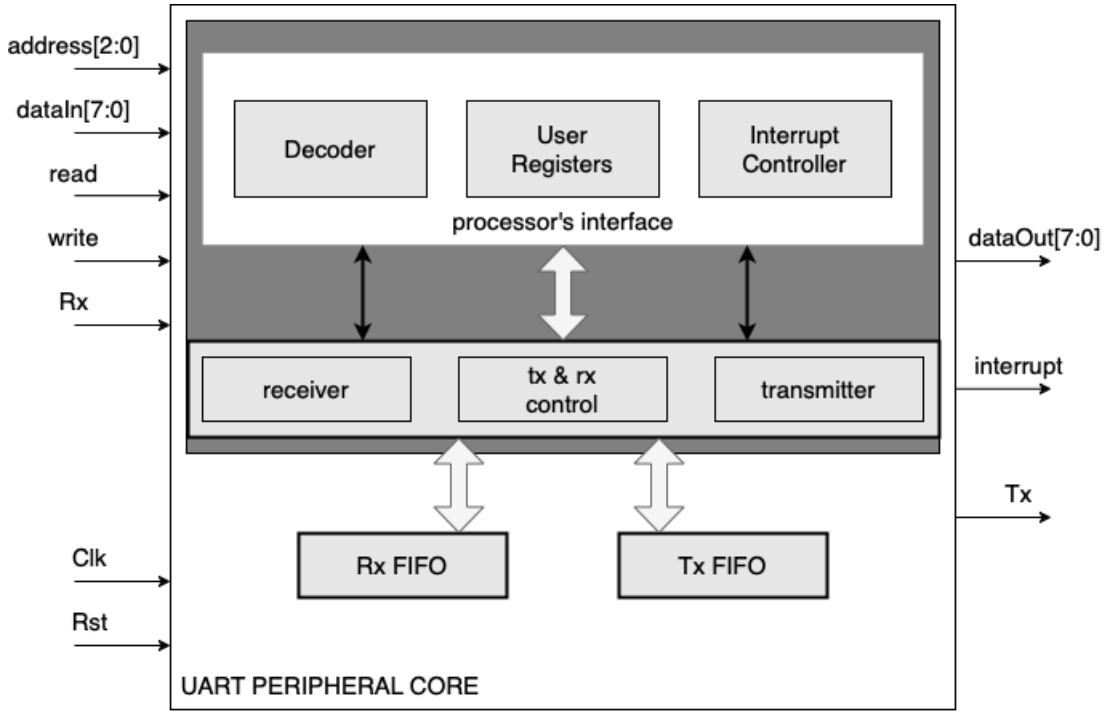 address[2:0]
dataIn[7:0]
read
write
Rx
Clk
Rst
Decoder
User
Registers
Interrupt
Controller
processor's interface
receiver
tx & rx
control
transmitter
Rx FIFO
Tx FIFO
UART PERIPHERAL CORE
dataOut[7:0]
interrupt
Tx